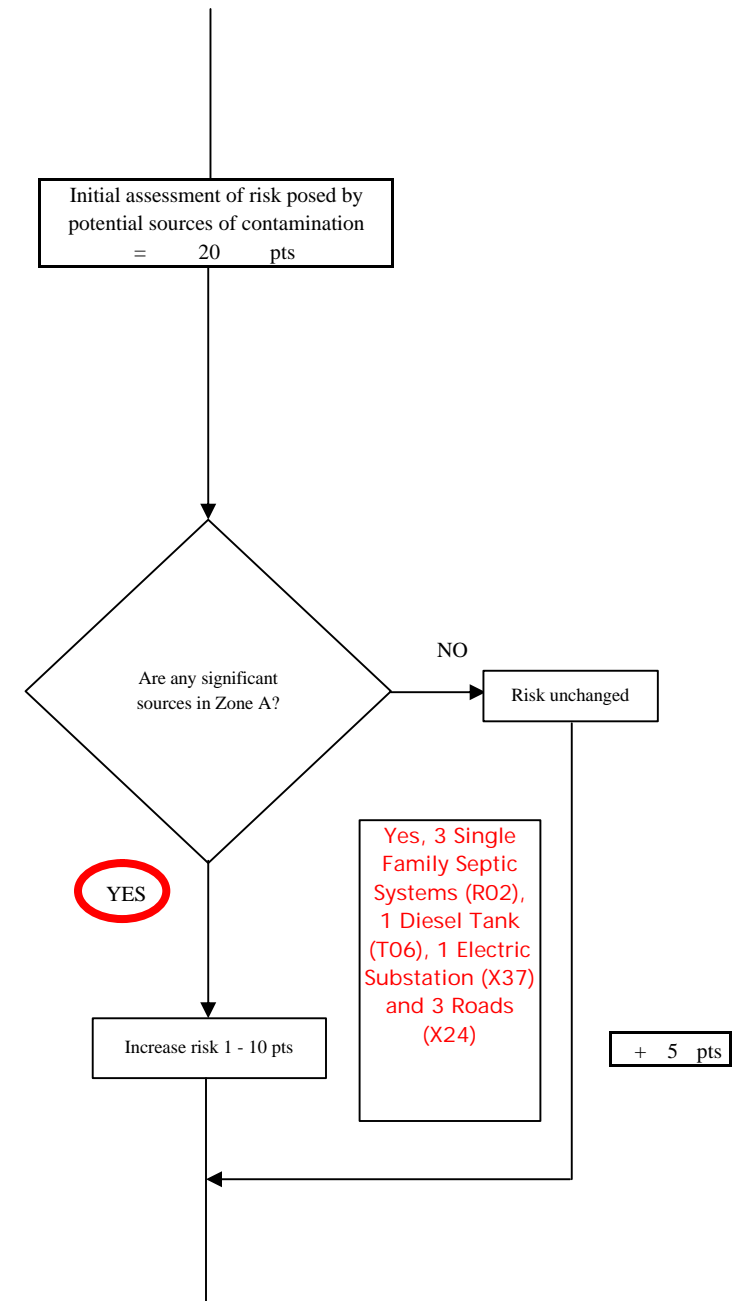 Initial assessment of risk posed by
potential sources of contamination
= 20 pts
Are any significant
sources in Zone A?
NO
Risk unchanged
YES
Yes, 3 Single
Family Septic
Systems (R02),
1 Diesel Tank
(T06), 1 Electric
Substation (X37)
and 3 Roads
(X24)
Increase risk 1 - 10 pts
+ 5 pts